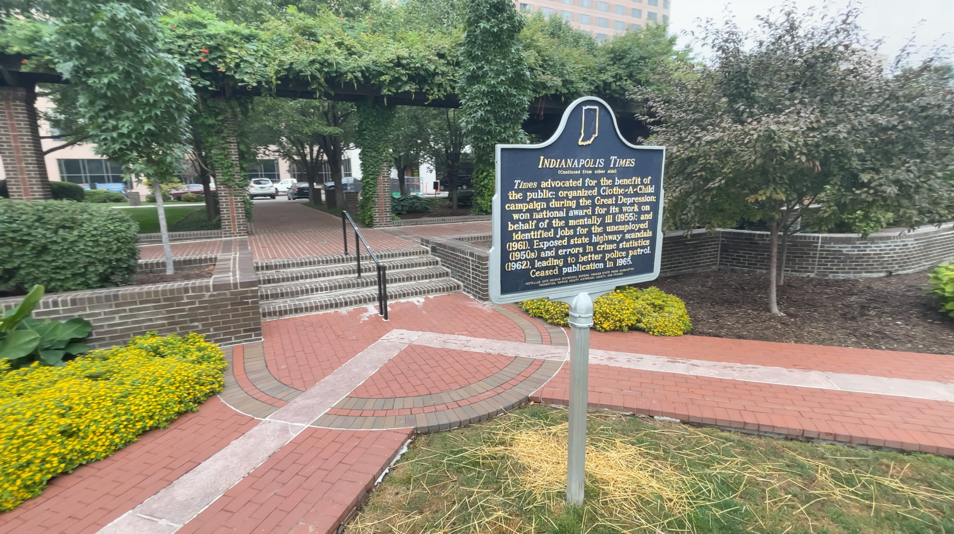 INDIANAPOLIS TIMES
(Continued from other side)
Times advocated for the benefit of
the public; organized Clothe-A-Child
campaign during the Great Depression;
won national award for its work on
behalf of the mentally ill (1955); and
identified jobs for the unemployed
(1961). Exposed state highway scandals
(1950s) and errors in crime statistics
(1962), leading to better police patrol.
Ceased publication in 1965.